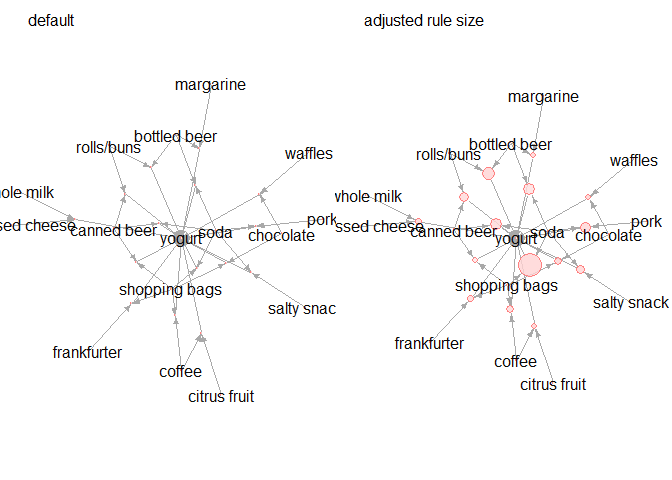 default
adjusted rule size
margarine
bottled beer
rolls/buns
waffles
hole milk
ssed cheese
canned beer
yogurt
soda
chocolate
pork
shopping bags
salty snac
frankfurter
coffee
citrus fruit
margarine
bottled beer
rolls/buns
waffles
whole milk
ssed cheese
canned beer
yogurt
soda
chocolate
pork
shopping bags
salty snack
frankfurter
coffee
citrus fruit